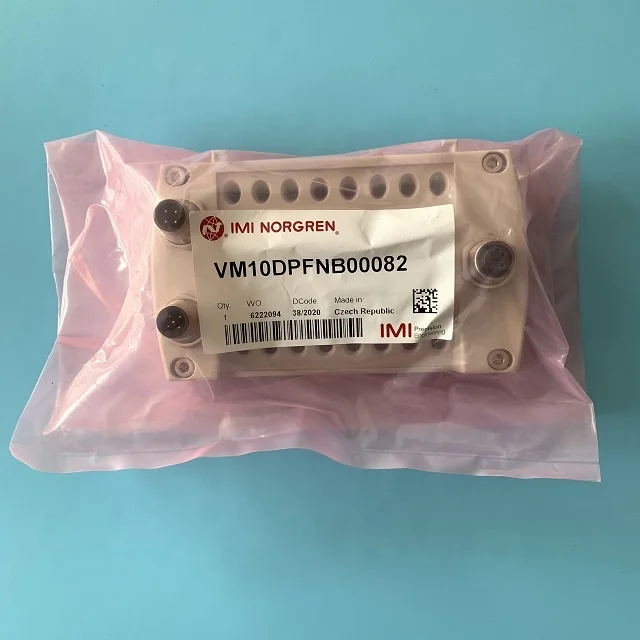 IMI NORGREN®
VM10DPFNB00082
Qty WO DCode Made in
1 6222094 38/2020 Czech Republic
IMI Precision Engineering